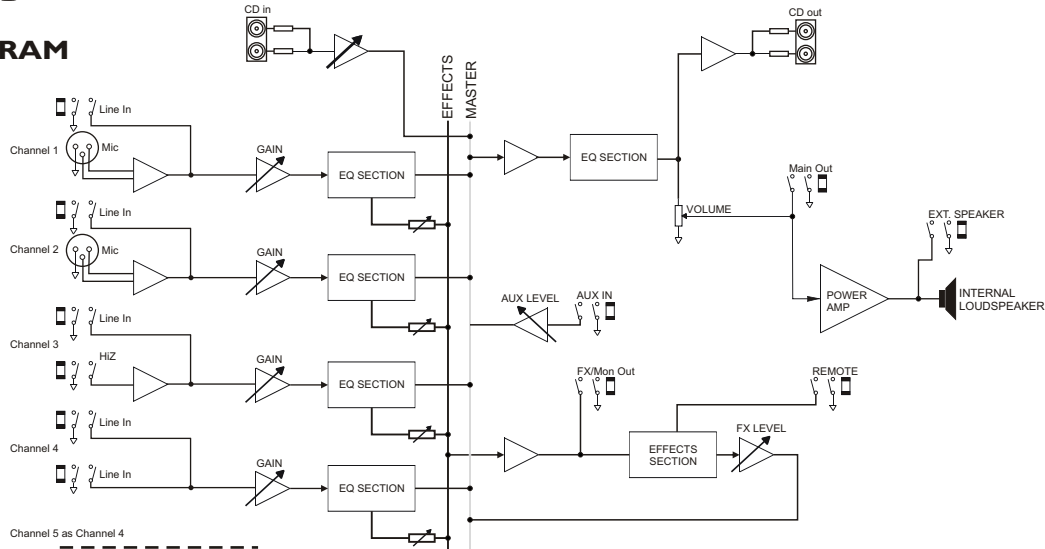 RAM
CD in
CD out
EFFECTS
MASTER
Line In
Channel 1
Mic
GAIN
EQ SECTION
EQ SECTION
Main Out
VOLUME
Line In
Channel 2
Mic
GAIN
EQ SECTION
EXT. SPEAKER
POWER
AMP
INTERNAL
LOUDSPEAKER
AUX LEVEL
AUX IN
Line In
Channel 3
HiZ
GAIN
EQ SECTION
FX/Mon Out
REMOTE
Line In
Channel 4
Line In
GAIN
EQ SECTION
EFFECTS
SECTION
FX LEVEL
Channel 5 as Channel 4